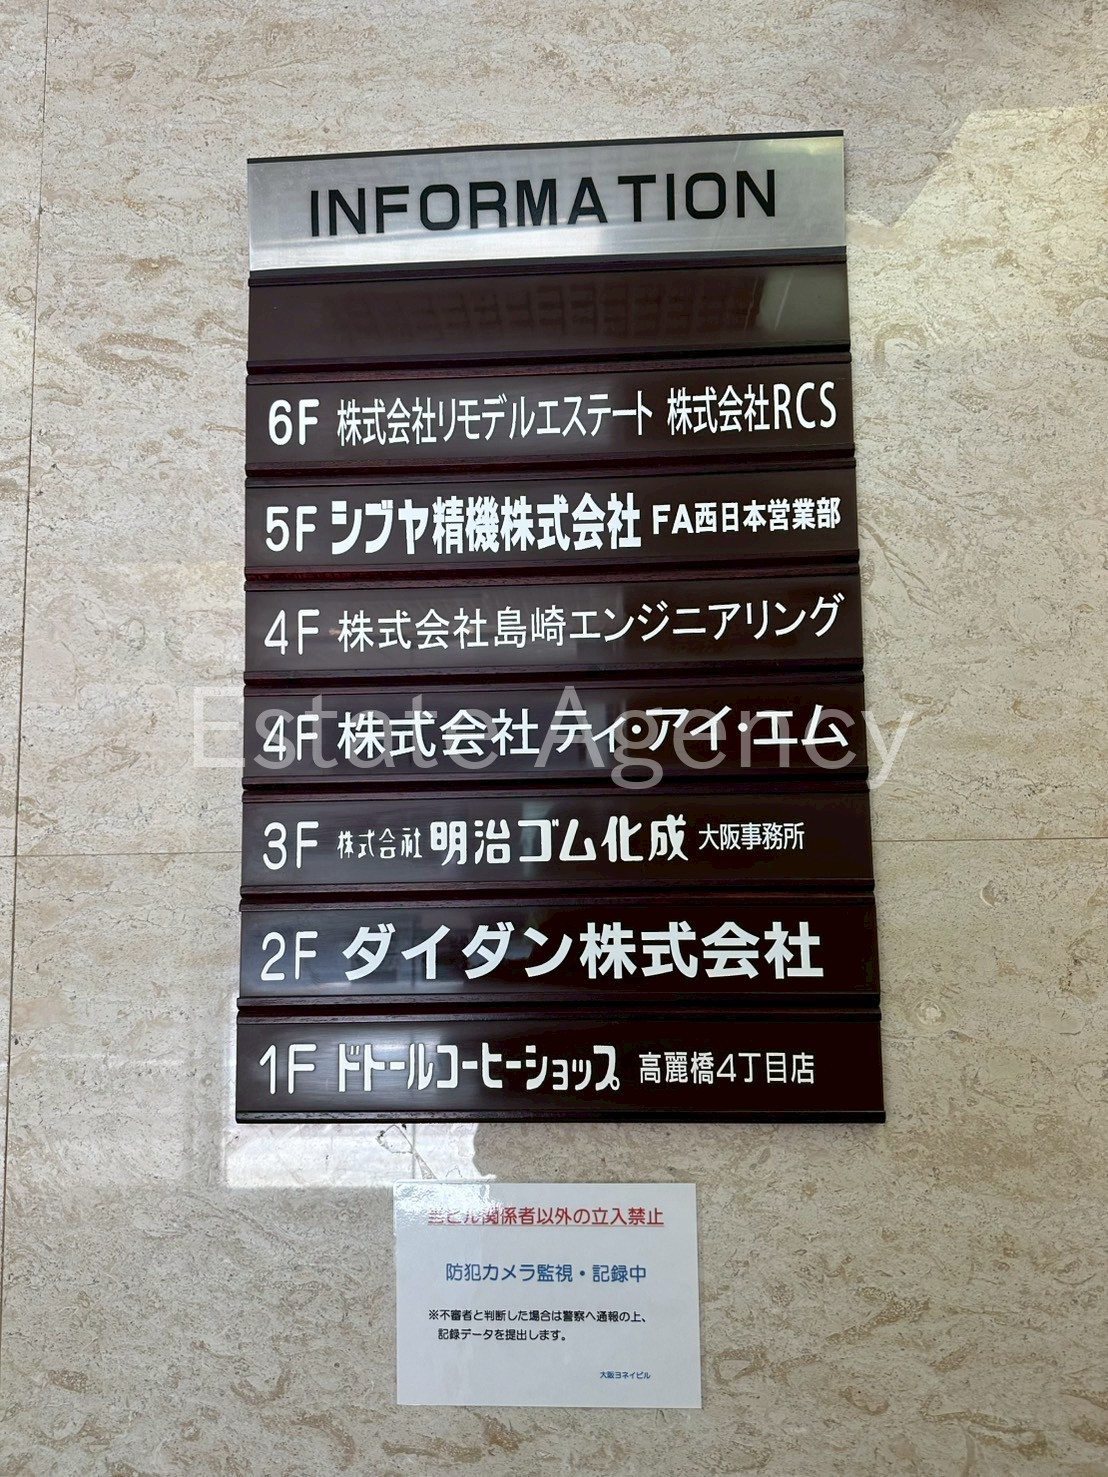 INFORMATION
6F 株式会社リモデルエステート 株式会社RCS
5F シブヤ精機株式会社 FA西日本営業部
4F 株式会社島崎エンジニアリング
4F 株式会社ティ・アイ・エム
Estate Agency
3F 株式会社明治ゴム化成 大阪事務所
2F ダイダン株式会社
1F ドトールコーヒーショップ 高麗橋4丁目店
当ビル関係者以外の立入禁止
防犯カメラ監視・記録中
※不審者と判断した場合は警察へ通報の上、
記録データを提出します。
大阪ヨネイビル